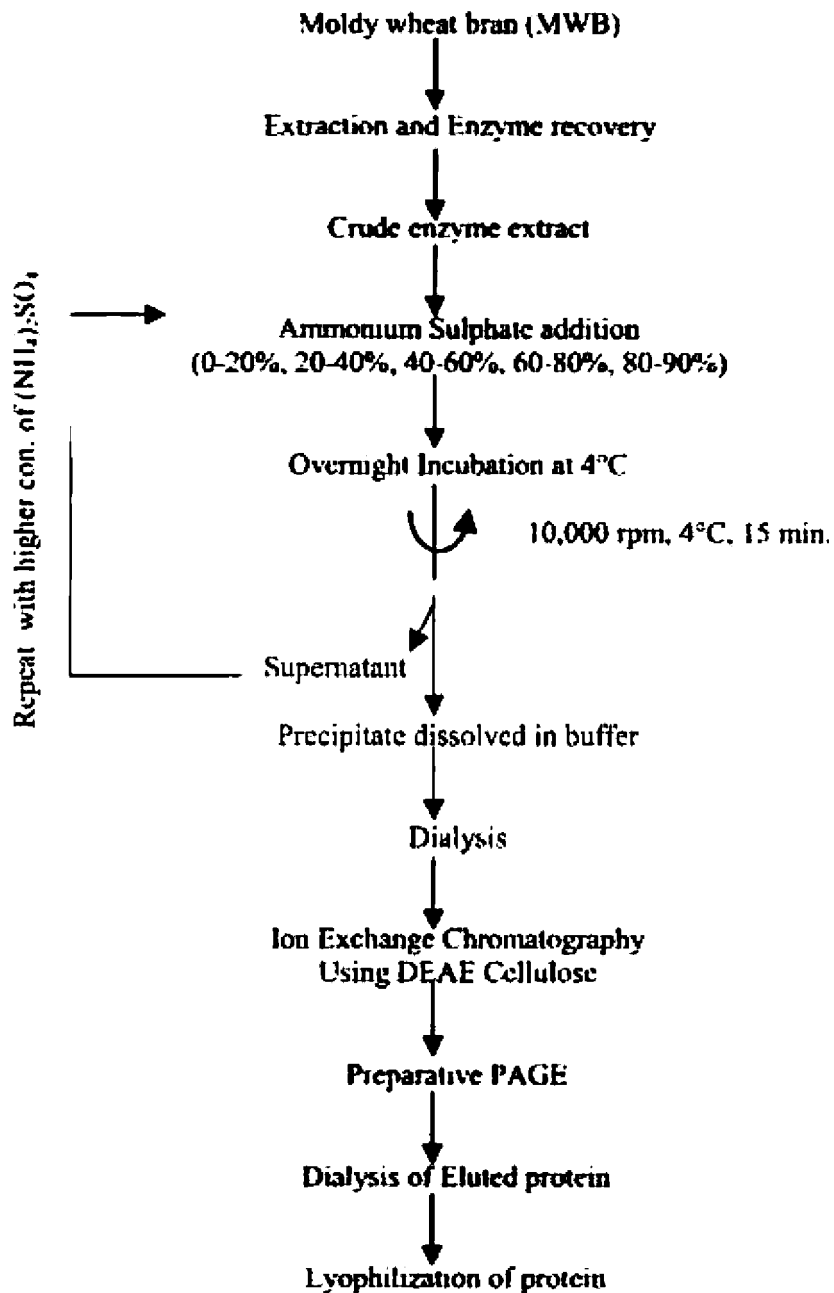 Moldy wheat bran (MWB)
Extraction and Enzyme recovery
Crude enzyme extract
Ammonium Sulphate addition
(0-20%, 20-40%, 40-60%, 60-80%, 80-90%)
Overnight Incubation at 4°C
10,000 rpm, 4°C, 15 min.
Supernatant
Repeat with higher con. of (NH₄)₂SO₄
Precipitate dissolved in buffer
Dialysis
Ion Exchange Chromatography
Using DEAE Cellulose
Preparative PAGE
Dialysis of Eluted protein
Lyophilization of protein